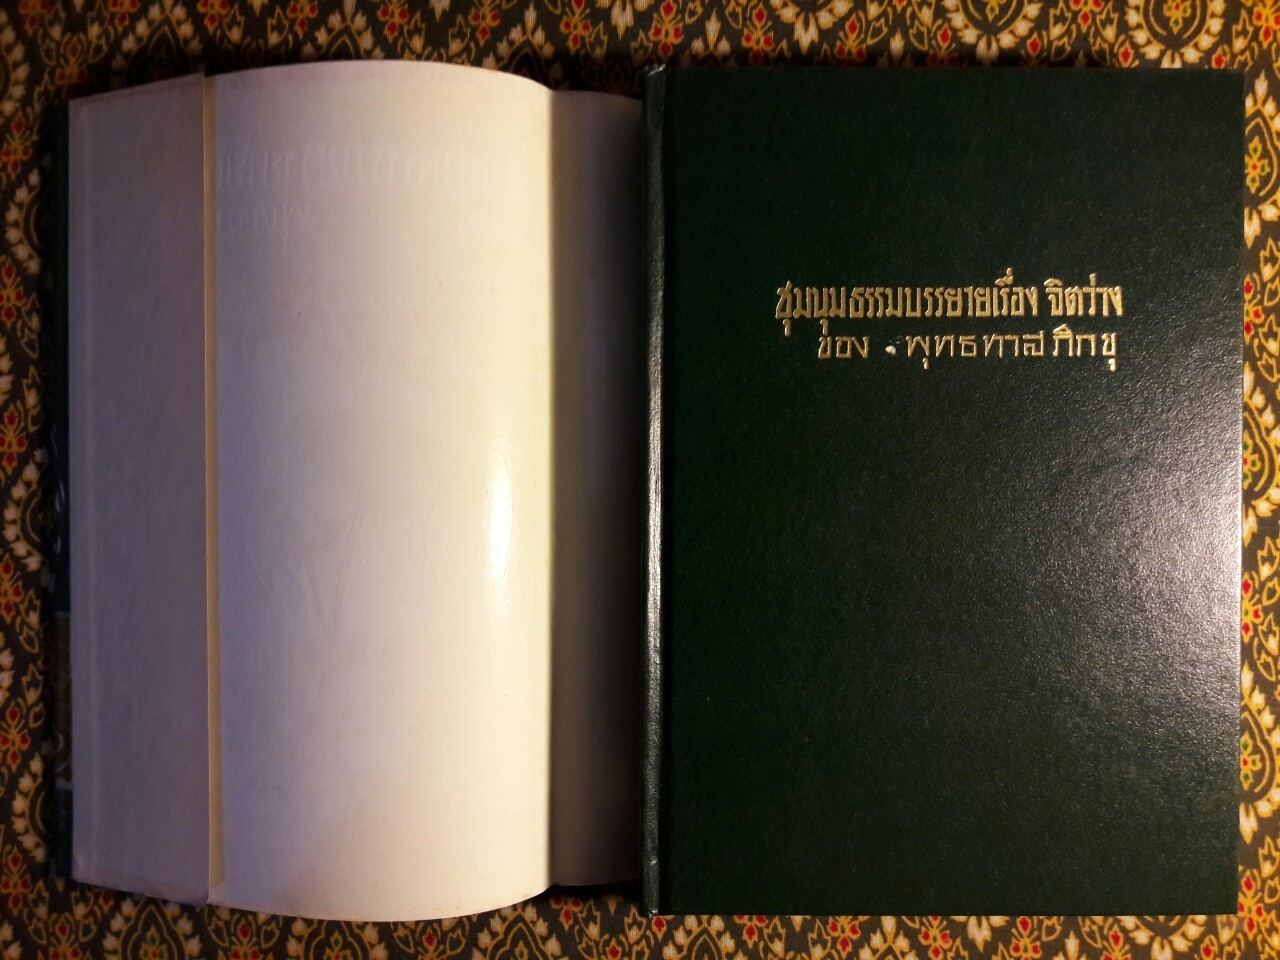 ชุมนุมธรรมบรรยายเรื่อง จิตว่าง
ของ พุทธทาสภิกขุ